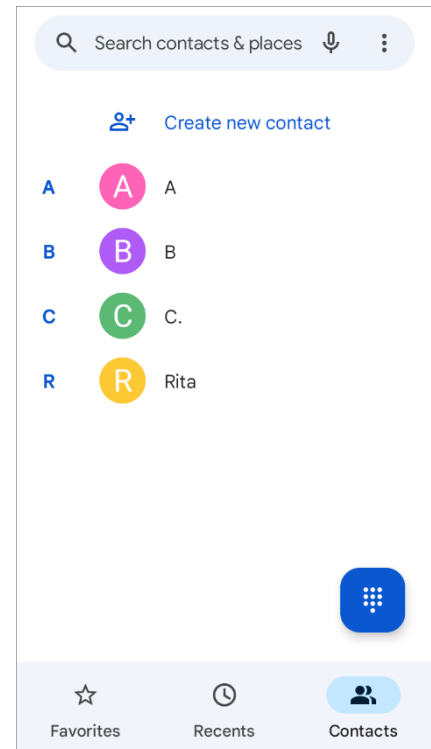 Search contacts & places
Create new contact
A A A
B B B
C C C.
R R Rita
Favorites Recents Contacts